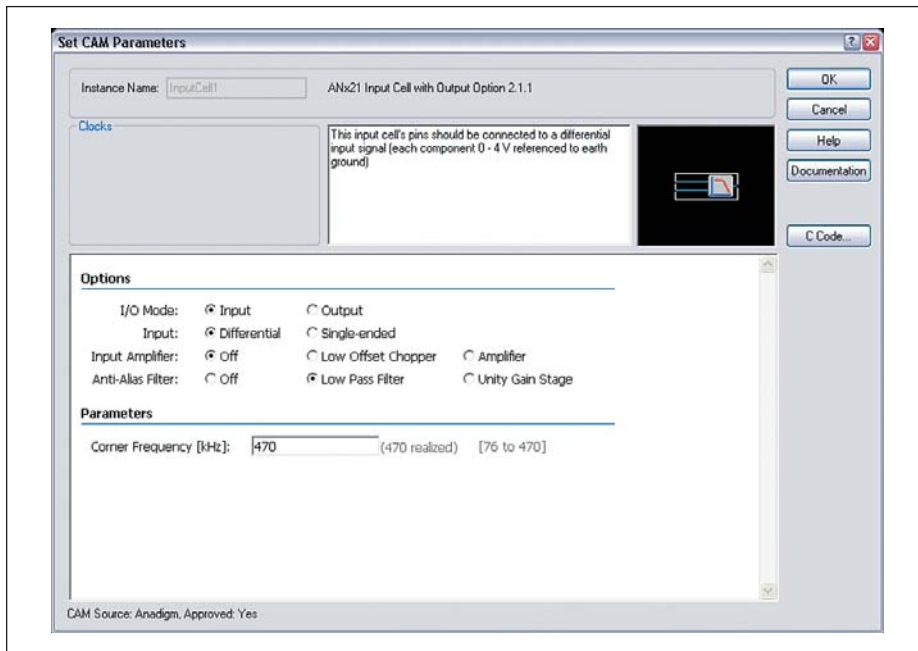 Set CAM Parameters
Instance Name: InputCell1
ANx21 Input Cell with Output Option 2.1.1
OK
Cancel
Help
Documentation
C Code...
Clocks
This input cell's pins should be connected to a differential
input signal (each component 0 - 4 V referenced to earth
ground)
Options
I/O Mode: Input Output
Input: Differential Single-ended
Input Amplifier: Off Low Offset Chopper Amplifier
Anti-Alias Filter: Off Low Pass Filter Unity Gain Stage
Parameters
Corner Frequency [kHz]: 470 (470 realized) [76 to 470]
CAM Source: Anadigm, Approved: Yes